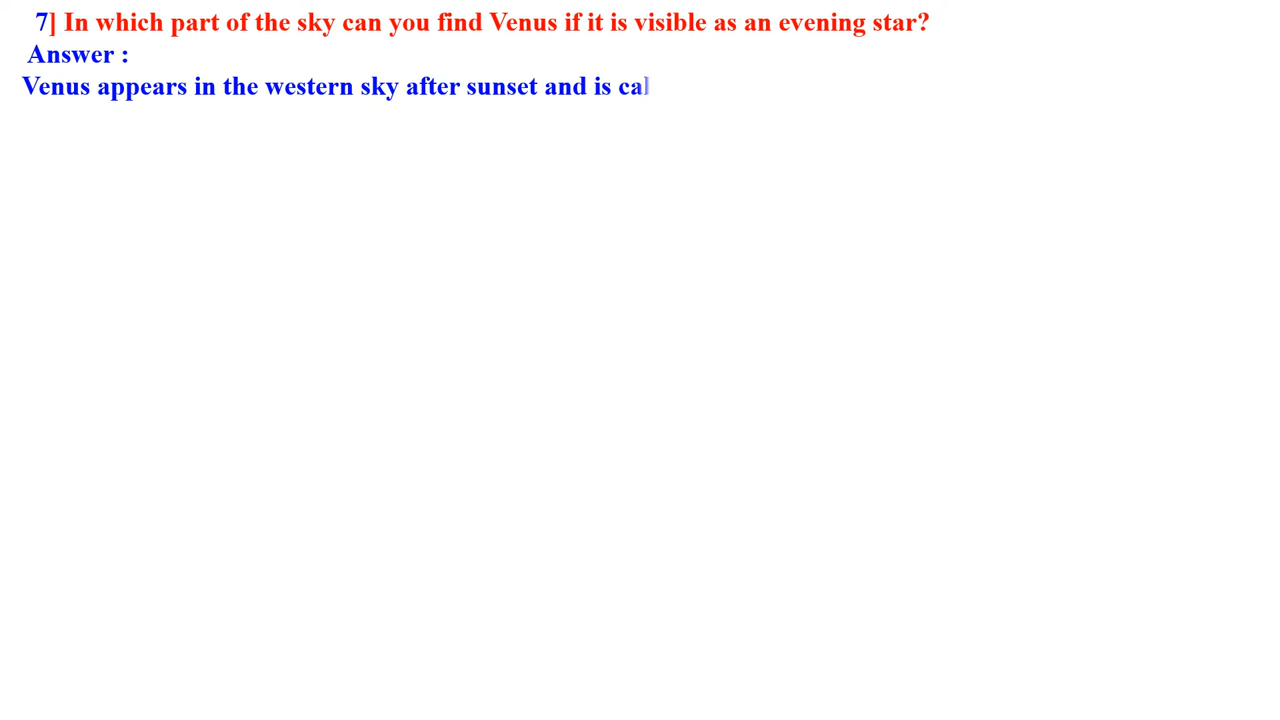 7] In which part of the sky can you find Venus if it is visible as an evening star?
Answer :
Venus appears in the western sky after sunset and is cal